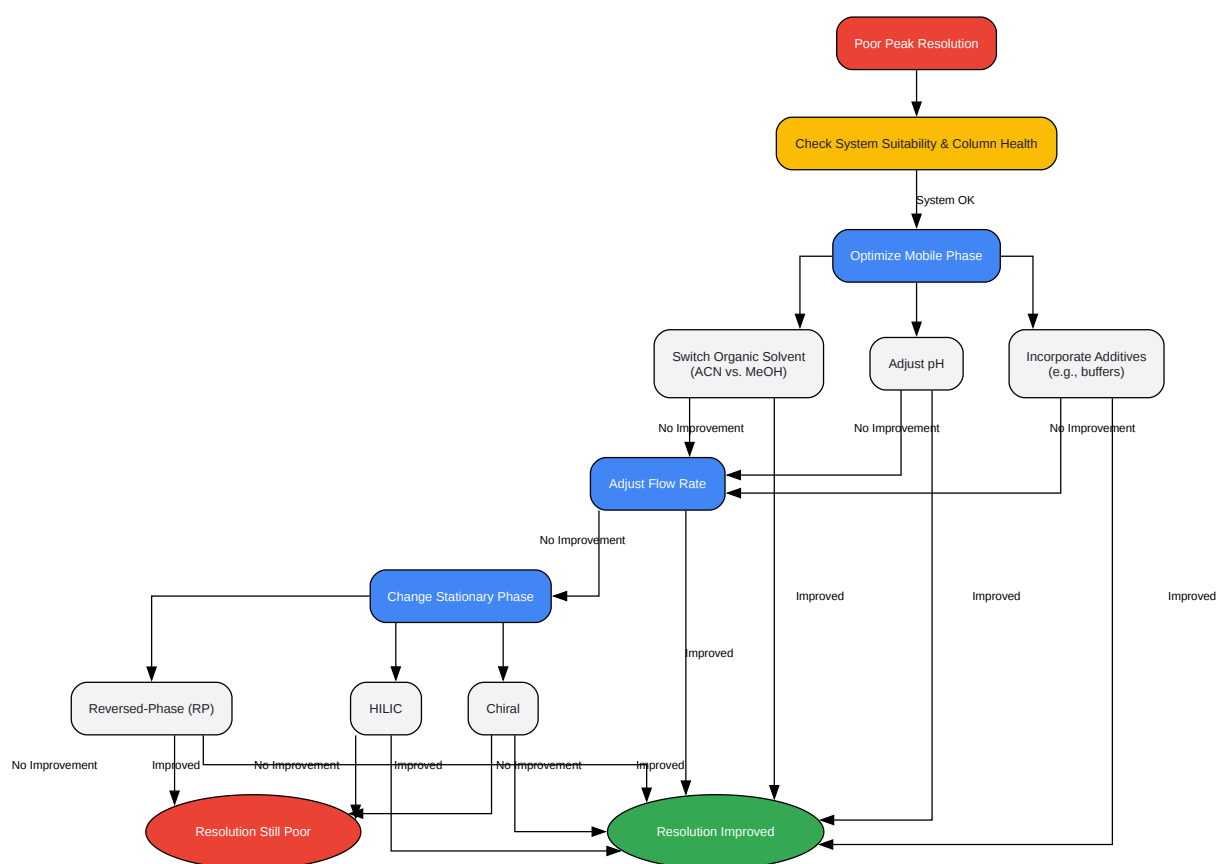 Poor Peak Resolution
Check System Suitability & Column Health
System OK
Optimize Mobile Phase
Switch Organic Solvent
(ACN vs. MeOH)
Adjust pH
Incorporate Additives
(e.g., buffers)
No Improvement
No Improvement
No Improvement
Adjust Flow Rate
No Improvement
Change Stationary Phase
Improved
Improved
Improved
Improved
Reversed-Phase (RP)
HILIC
Chiral
No Improvement
Improved
No Improvement
Improved
No Improvement
Improved
Resolution Still Poor
Resolution Improved